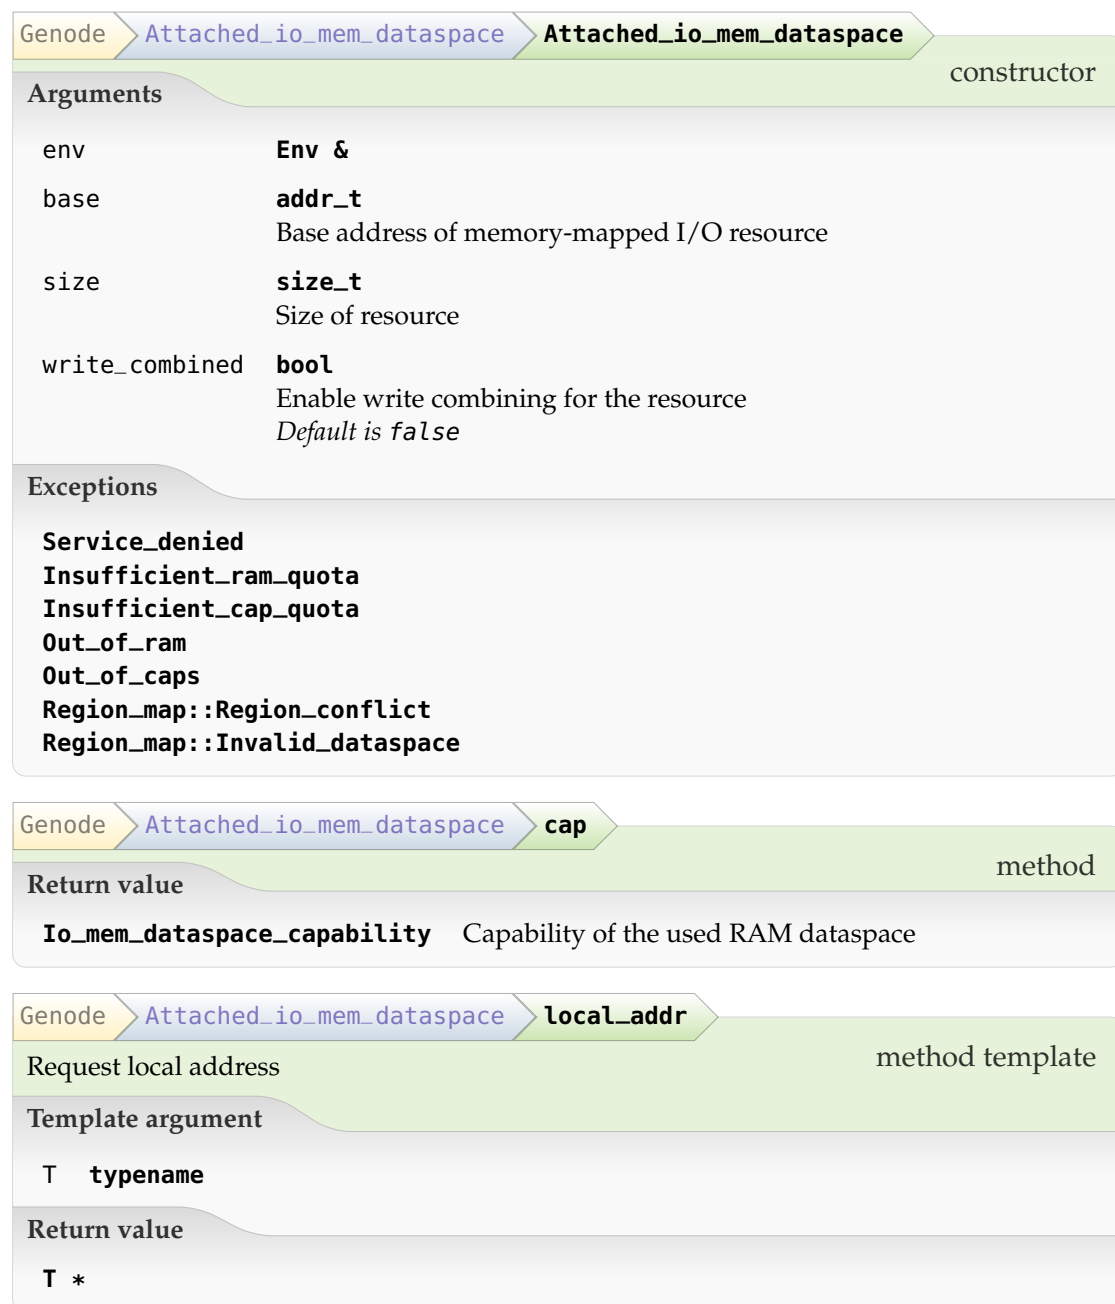 Genode Attached_io_mem_dataspace Attached_io_mem_dataspace
constructor
Arguments
env Env &
base addr_t
Base address of memory-mapped I/O resource
size size_t
Size of resource
write_combined bool
Enable write combining for the resource
Default is false
Exceptions
Service_denied
Insufficient_ram_quota
Insufficient_cap_quota
Out_of_ram
Out_of_caps
Region_map::Region_conflict
Region_map::Invalid_dataspace
Genode Attached_io_mem_dataspace cap
method
Return value
Io_mem_dataspace_capability Capability of the used RAM dataspace
Genode Attached_io_mem_dataspace local_addr
method template
Request local address
Template argument
T typename
Return value
T *